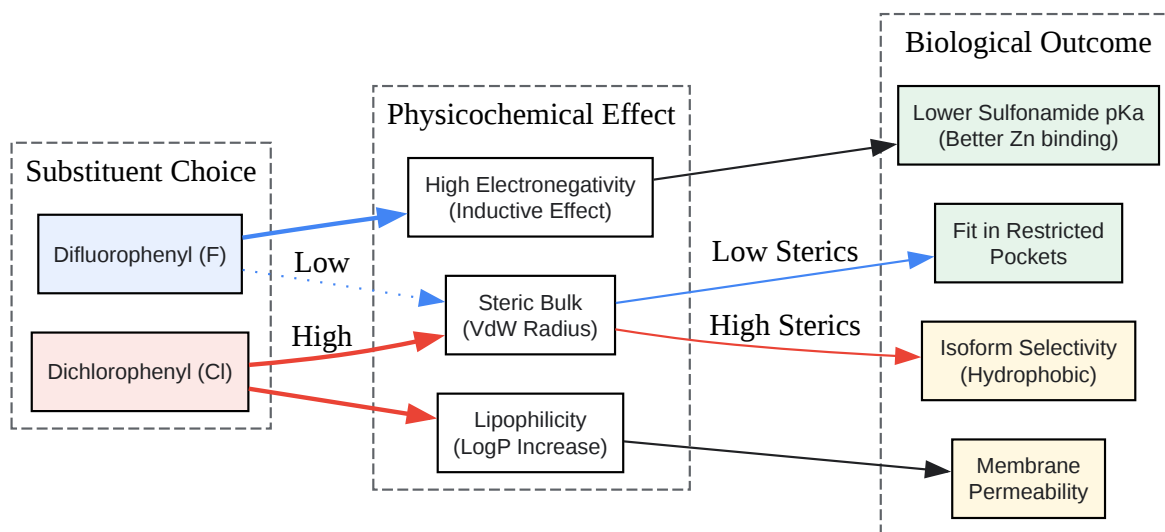 Substituent Choice
Difluorophenyl (F)
Dichlorophenyl (Cl)
Low
High
Physicochemical Effect
High Electronegativity
(Inductive Effect)
Steric Bulk
(VdW Radius)
Lipophilicity
(LogP Increase)
Low Sterics
High Sterics
Biological Outcome
Lower Sulfonamide pKa
(Better Zn binding)
Fit in Restricted
Pockets
Isoform Selectivity
(Hydrophobic)
Membrane
Permeability